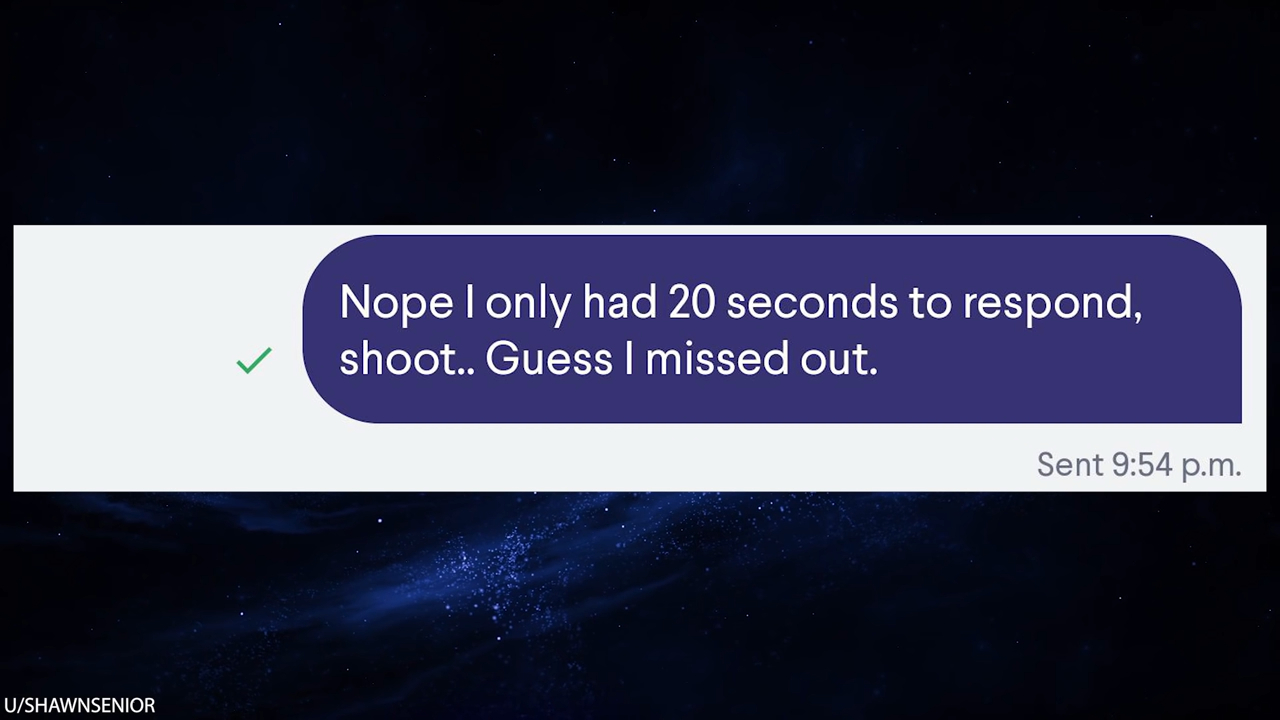 Nope I only had 20 seconds to respond,
shoot.. Guess I missed out.
Sent 9:54 p.m.
U/SHAWNSENIOR